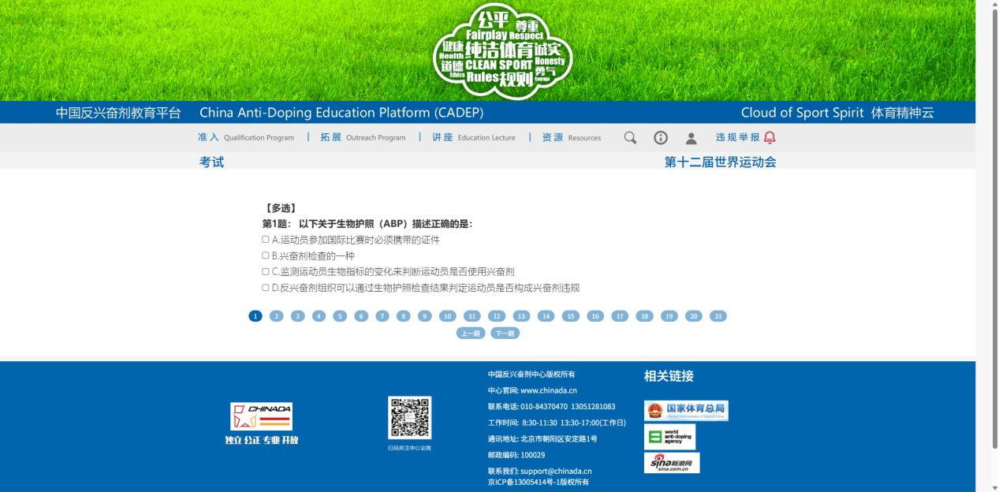 公平 尊重
Fairplay Respect
健康 纯洁体育 诚实
Health CLEAN SPORT Honesty
道德 勇气
Ethics Rules 规则 Courage
中国反兴奋剂教育平台 China Anti-Doping Education Platform (CADEP) Cloud of Sport Spirit 体育精神云
准入 Qualification Program | 拓展 Outreach Program | 讲座 Education Lecture | 资源 Resources 违规举报
考试 第十二届世界运动会
【多选】
第1题: 以下关于生物护照（ABP）描述正确的是:
A.运动员参加国际比赛时必须携带的证件
B.兴奋剂检查的一种
C.监测运动员生物指标的变化来判断运动员是否使用兴奋剂
D.反兴奋剂组织可以通过生物护照检查结果判定运动员是否构成兴奋剂违规
1 2 3 4 5 6 7 8 9 10 11 12 13 14 15 16 17 18 19 20 21
上一题 下一题
CHINADA
独立 公正 专业 开放
扫码关注中心官微
中国反兴奋剂中心版权所有
中心官网: www.chinada.cn
联系电话: 010-84370470 13051281083
工作时间: 8:30-11:30 13:30-17:00(工作日)
通讯地址: 北京市朝阳区安定路1号
邮政编码: 100029
联系我们: support@chinada.cn
京ICP备13005414号-1版权所有
相关链接
国家体育总局
world
anti-doping
agency
sina新浪网
sina.com.cn